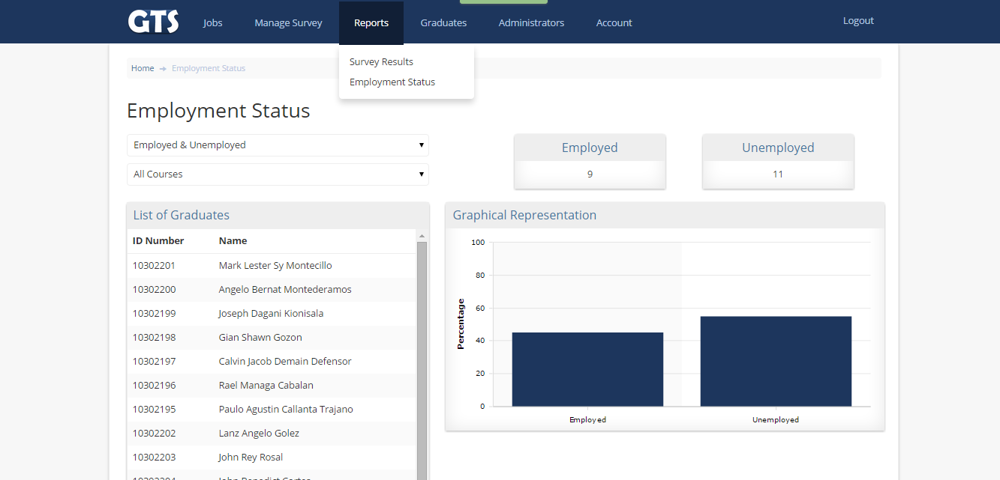 GTS
Jobs
Manage Survey
Reports
Graduates
Administrators
Account
Logout
Survey Results
Employment Status
Home → Employment Status
Employment Status
Employed & Unemployed
All Courses
Employed
9
Unemployed
11
List of Graduates
ID Number Name
10302201 Mark Lester Sy Montecillo
10302200 Angelo Bernat Montederamos
10302199 Joseph Dagani Kionisala
10302198 Gian Shawn Gozon
10302197 Calvin Jacob Demain Defensor
10302196 Rael Managa Cabalan
10302195 Paulo Agustin Callanta Trajano
10302202 Lanz Angelo Golez
10302203 John Rey Rosal
Graphical Representation
Percentage
100
80
60
40
20
0
Employed
Unemployed